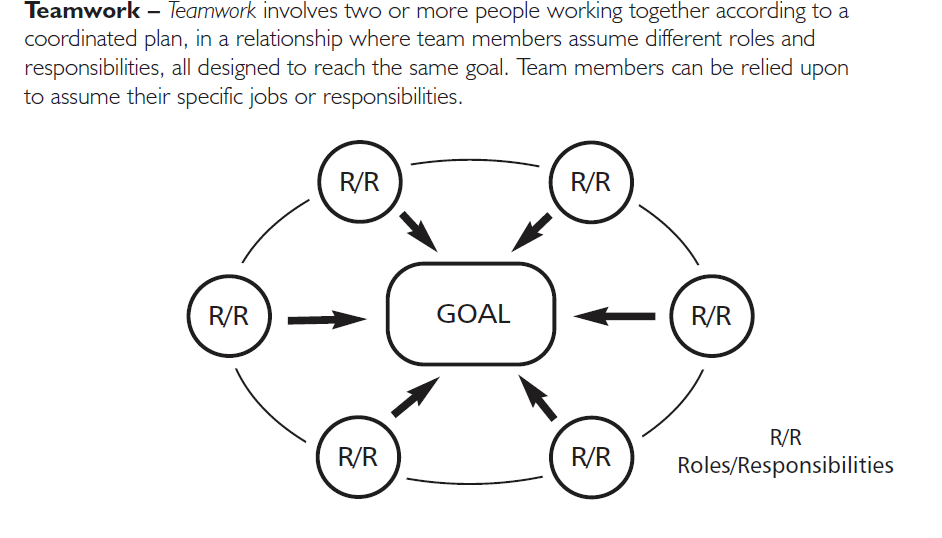 Teamwork – Teamwork involves two or more people working together according to a
coordinated plan, in a relationship where team members assume different roles and
responsibilities, all designed to reach the same goal. Team members can be relied upon
to assume their specific jobs or responsibilities.
R/R
R/R
R/R
GOAL
R/R
R/R
R/R
R/R
Roles/Responsibilities